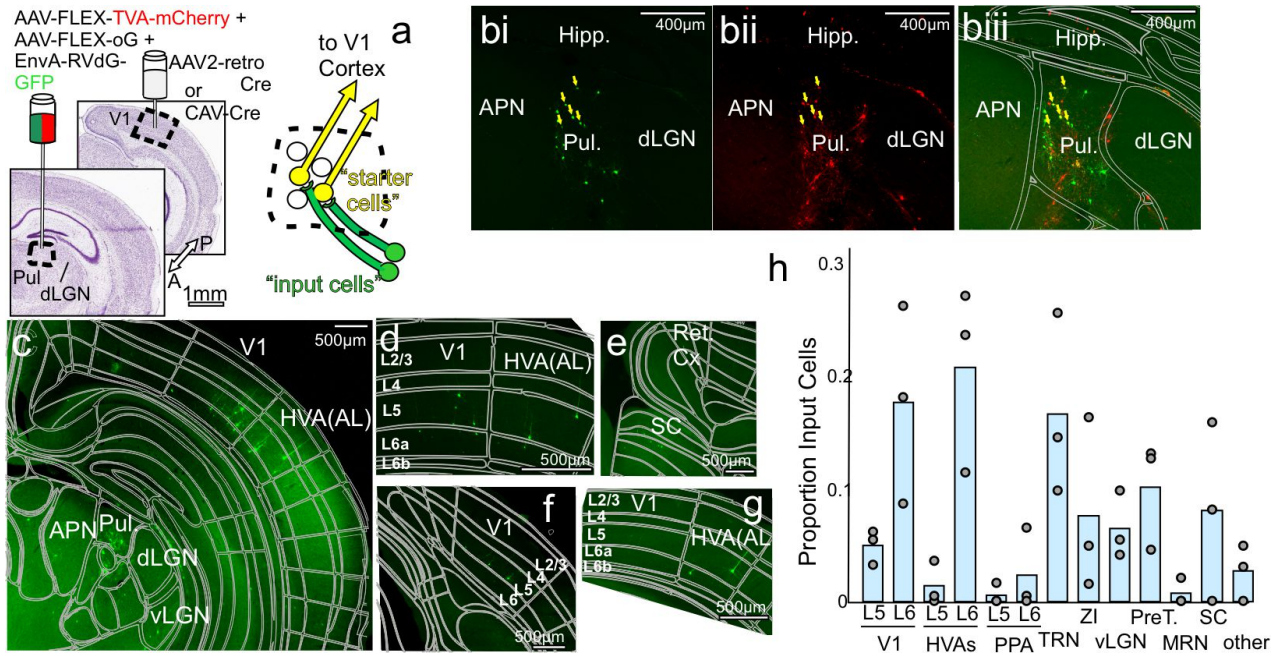 AAV-FLEX-TVA-mCherry +
AAV-FLEX-oG +
EnvA-RVdG-
GFP
AAV2-retro
Cre
or
CAV-Cre
V1
Pul
dLGN
P
A
1mm
a
to V1
Cortex
“starter
cells”
“input cells”
bi
Hipp.
400µm
APN
Pul.
dLGN
bii
Hipp.
400µm
APN
Pul.
dLGN
biii
Hipp.
400µm
APN
Pul.
dLGN
c
V1
500µm
HVA(AL)
APN
Pul.
dLGN
vLGN
d
V1
HVA(AL)
L2/3
L4
L5
L6a
L6b
500µm
e
Ret.
Cx
SC
500µm
f
V1
L2/3
L4
L5
L6
500µm
g
L2/3
V1
L4
L5
HVA(AL
L6a
L6b
500µm
h
Proportion Input Cells
0.3
0.2
0.1
0
L5 L6
V1
L5 L6
HVAs
L5 L6
PPA
TRN
ZI
vLGN
PreT.
MRN
SC
other